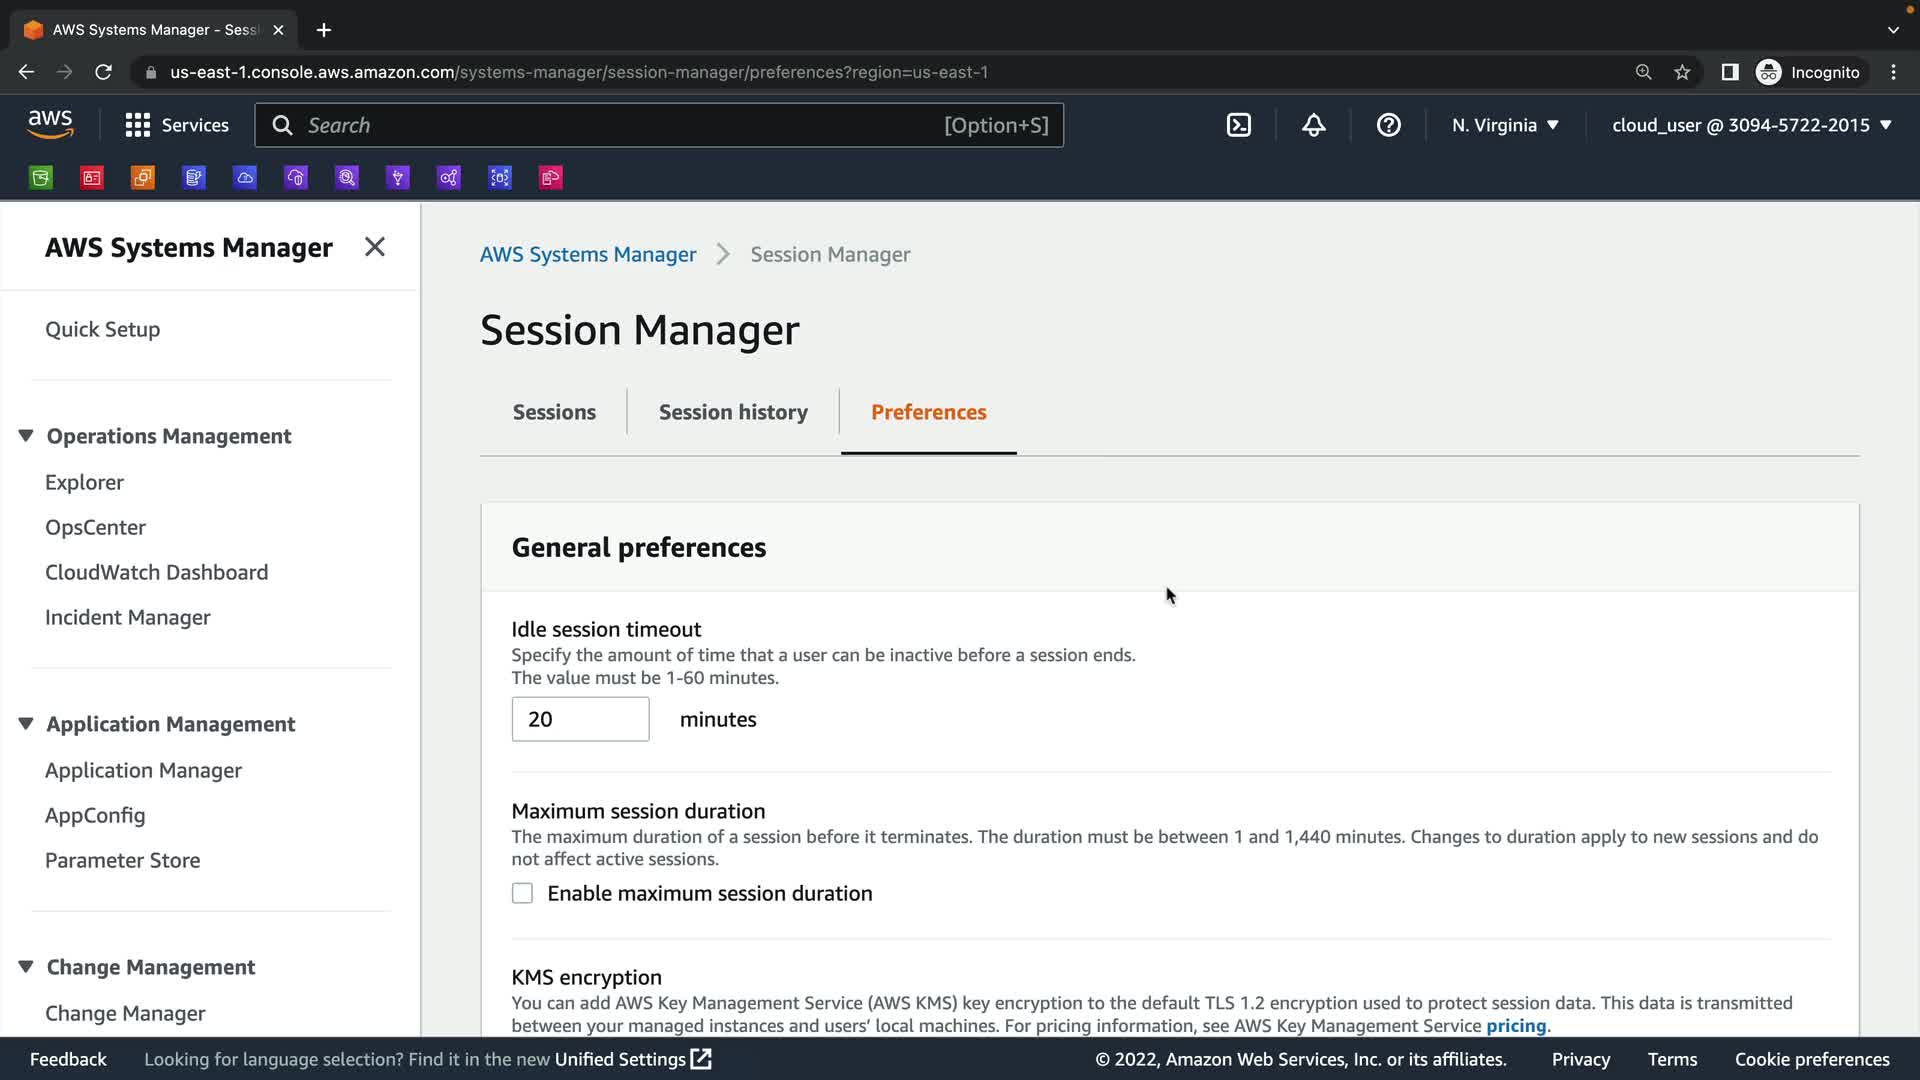 AWS Systems Manager - Sess
us-east-1.console.aws.amazon.com/systems-manager/session-manager/preferences?region=us-east-1
Incognito
aws
Services
Search
[Option+S]
N. Virginia
cloud_user @ 3094-5722-2015
AWS Systems Manager
Quick Setup
Operations Management
Explorer
OpsCenter
CloudWatch Dashboard
Incident Manager
Application Management
Application Manager
AppConfig
Parameter Store
Change Management
Change Manager
AWS Systems Manager
Session Manager
Session Manager
Sessions
Session history
Preferences
General preferences
Idle session timeout
Specify the amount of time that a user can be inactive before a session ends.
The value must be 1-60 minutes.
20
minutes
Maximum session duration
The maximum duration of a session before it terminates. The duration must be between 1 and 1,440 minutes. Changes to duration apply to new sessions and do
not affect active sessions.
Enable maximum session duration
KMS encryption
You can add AWS Key Management Service (AWS KMS) key encryption to the default TLS 1.2 encryption used to protect session data. This data is transmitted
between your managed instances and users' local machines. For pricing information, see AWS Key Management Service pricing.
Feedback
Looking for language selection? Find it in the new Unified Settings
© 2022, Amazon Web Services, Inc. or its affiliates.
Privacy
Terms
Cookie preferences